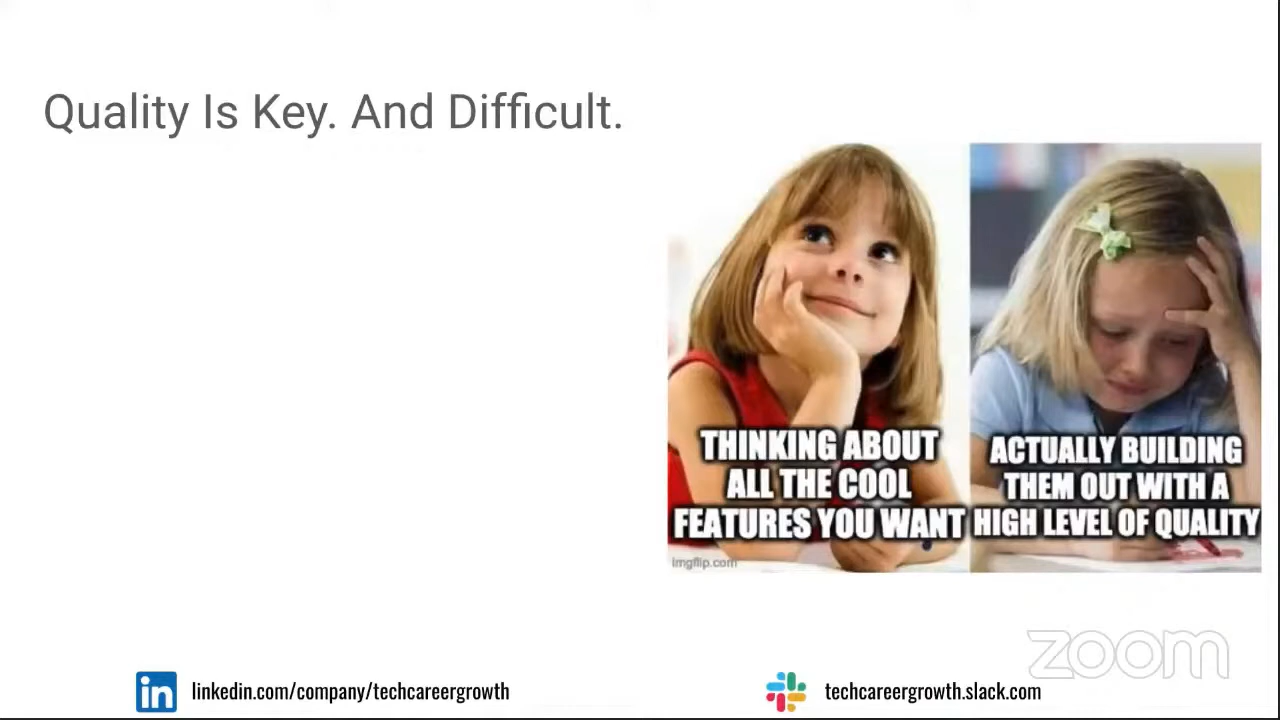 Quality Is Key. And Difficult.
THINKING ABOUT
ALL THE COOL
FEATURES YOU WANT
ACTUALLY BUILDING
THEM OUT WITH A
HIGH LEVEL OF QUALITY
imgflip.com
zoom
in linkedin.com/company/techcareergrowth
techcareergrowth.slack.com